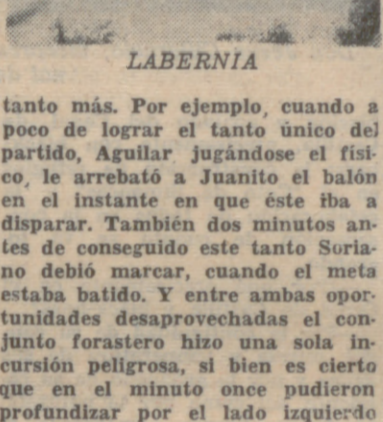 LABERNIA
tanto más. Por ejemplo, cuando a
poco de lograr el tanto único del
partido, Aguilar jugándose el físi-
co, le arrebató a Juanito el balón
en el instante en que éste iba a
disparar. También dos minutos an-
tes de conseguido este tanto Soria-
no debió marcar, cuando el meta
estaba batido. Y entre ambas opor-
tunidades desaprovechadas el con-
junto forastero hizo una sola in-
cursión peligrosa, si bien es cierto
que en el minuto once pudieron
profundizar por el lado izquierdo